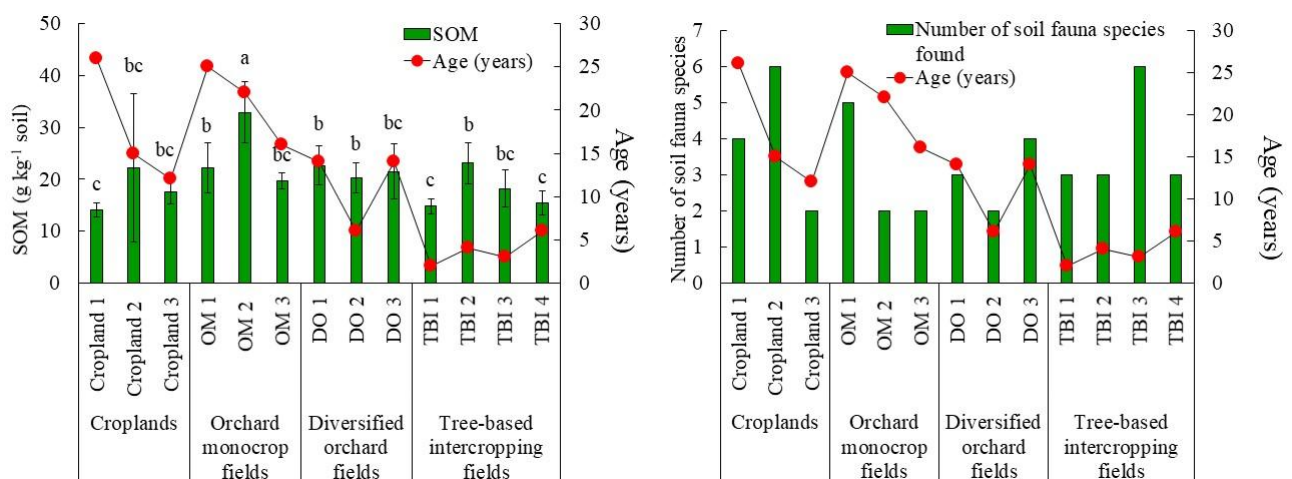 50
40
30
20
10
0
SOM (g kg-1 soil)
30
25
20
15
10
5
0
Age (years)
SOM
Age (years)
c
bc
bc
b
a
bc
b
b
bc
c
b
bc
c
Cropland 1
Cropland 2
Cropland 3
OM 1
OM 2
OM 3
DO 1
DO 2
DO 3
TBI 1
TBI 2
TBI 3
TBI 4
Croplands
Orchard
monocrop
fields
Diversified
orchard
fields
Tree-based
intercropping
fields
7
6
5
4
3
2
1
0
Number of soil fauna species
30
25
20
15
10
5
0
Age (years)
Number of soil fauna species
found
Age (years)
Cropland 1
Cropland 2
Cropland 3
OM 1
OM 2
OM 3
DO 1
DO 2
DO 3
TBI 1
TBI 2
TBI 3
TBI 4
Croplands
Orchard
monocrop
fields
Diversified
orchard
fields
Tree-based
intercropping
fields